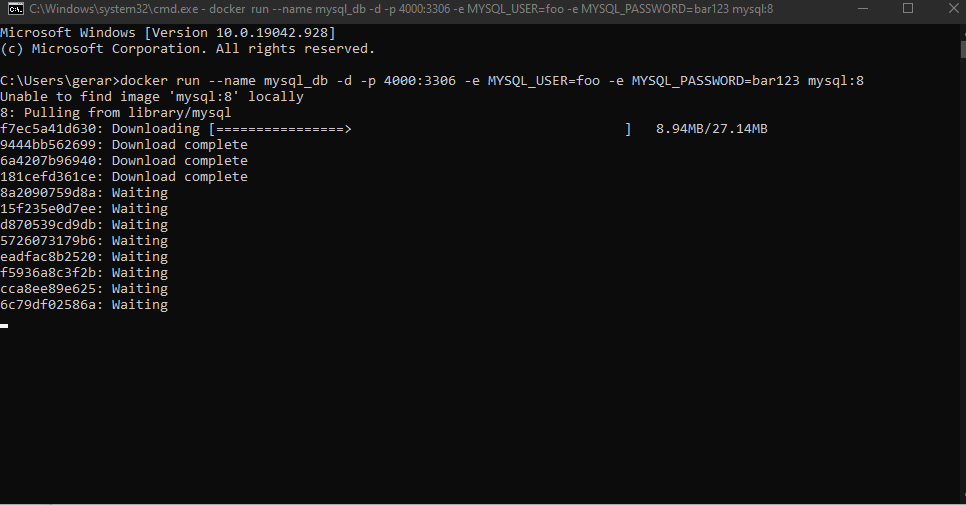 C:\Windows\system32\cmd.exe - docker run --name mysql_db -d -p 4000:3306 -e MYSQL_USER=foo -e MYSQL_PASSWORD=bar123 mysql:8
Microsoft Windows [Version 10.0.19042.928]
(c) Microsoft Corporation. All rights reserved.
C:\Users\gerar>docker run --name mysql_db -d -p 4000:3306 -e MYSQL_USER=foo -e MYSQL_PASSWORD=bar123 mysql:8
Unable to find image 'mysql:8' locally
8: Pulling from library/mysql
f7ec5a41d630: Downloading [================>                                  ]   8.94MB/27.14MB
9444bb562699: Download complete
6a4207b96940: Download complete
181cefd361ce: Download complete
8a2090759d8a: Waiting
15f235e0d7ee: Waiting
d870539cd9db: Waiting
5726073179b6: Waiting
eadfac8b2520: Waiting
f5936a8c3f2b: Waiting
cca8ee89e625: Waiting
6c79df02586a: Waiting